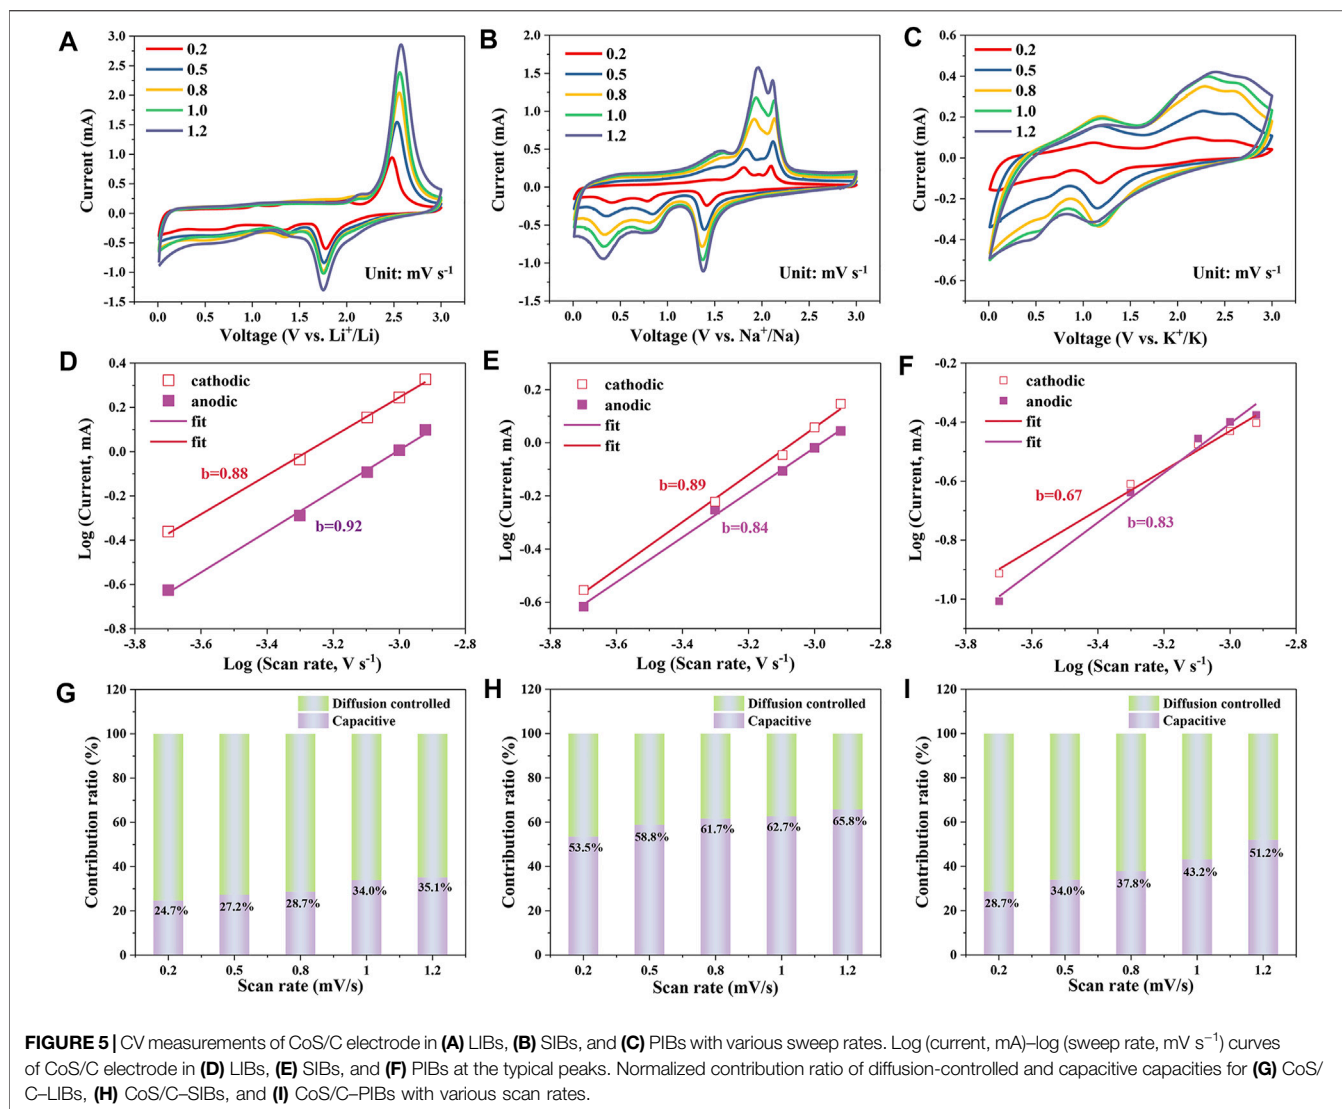 A
3.0
2.5
2.0
1.5
1.0
0.5
0.0
-0.5
-1.0
-1.5
Current (mA)
0.2
0.5
0.8
1.0
1.2
Unit: mV s⁻¹
0.0 0.5 1.0 1.5 2.0 2.5 3.0
Voltage (V vs. Li⁺/Li)
B
2.0
1.5
1.0
0.5
0.0
-0.5
-1.0
-1.5
Current (mA)
0.2
0.5
0.8
1.0
1.2
Unit: mV s⁻¹
0.0 0.5 1.0 1.5 2.0 2.5 3.0
Voltage (V vs. Na⁺/Na)
C
0.6
0.4
0.2
0.0
-0.2
-0.4
-0.6
Current (mA)
0.2
0.5
0.8
1.0
1.2
Unit: mV s⁻¹
0.0 0.5 1.0 1.5 2.0 2.5 3.0
Voltage (V vs. K⁺/K)
D
0.4
0.2
0.0
-0.2
-0.4
-0.6
-0.8
Log (Current, mA)
cathodic
anodic
fit
fit
b=0.88
b=0.92
-3.8 -3.6 -3.4 -3.2 -3.0 -2.8
Log (Scan rate, V s⁻¹)
E
0.2
0.0
-0.2
-0.4
-0.6
Log (Current, mA)
cathodic
anodic
fit
fit
b=0.89
b=0.84
-3.8 -3.6 -3.4 -3.2 -3.0 -2.8
Log (Scan rate, V s⁻¹)
F
-0.2
-0.4
-0.6
-0.8
-1.0
Log (Current, mA)
cathodic
anodic
fit
fit
b=0.67
b=0.83
-3.8 -3.6 -3.4 -3.2 -3.0 -2.8
Log (Scan rate, V s⁻¹)
G
120
100
80
60
40
20
0
Contribution ratio (%)
Diffusion controlled
Capacitive
24.7% 27.2% 28.7% 34.0% 35.1%
0.2 0.5 0.8 1 1.2
Scan rate (mV/s)
H
120
100
80
60
40
20
0
Contribution ratio (%)
Diffusion controlled
Capacitive
53.5% 58.8% 61.7% 62.7% 65.8%
0.2 0.5 0.8 1 1.2
Scan rate (mV/s)
I
120
100
80
60
40
20
0
Contribution ratio (%)
Diffusion controlled
Capacitive
28.7% 34.0% 37.8% 43.2% 51.2%
0.2 0.5 0.8 1 1.2
Scan rate (mV/s)
FIGURE 5 | CV measurements of CoS/C electrode in (A) LIBs, (B) SIBs, and (C) PIBs with various sweep rates. Log (current, mA)–log (sweep rate, mV s⁻¹) curves
of CoS/C electrode in (D) LIBs, (E) SIBs, and (F) PIBs at the typical peaks. Normalized contribution ratio of diffusion-controlled and capacitive capacities for (G) CoS/
C–LIBs, (H) CoS/C–SIBs, and (I) CoS/C–PIBs with various scan rates.